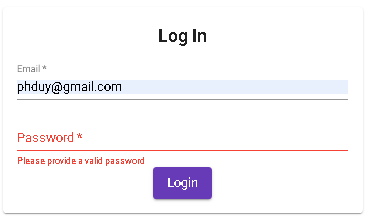 Log In
Email *
phduy@gmail.com
Password *
Please provide a valid password
Login